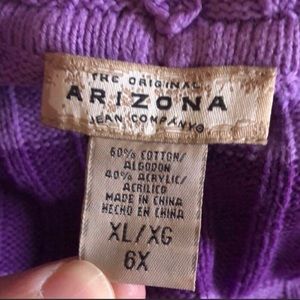 THE ORIGINAL
ARIZONA
JEAN COMPANY®
60% COTTON/
ALGODON
40% ACRYLIC/
ACRILICO
MADE IN CHINA
HECHO EN CHINA
XL/XG
6X